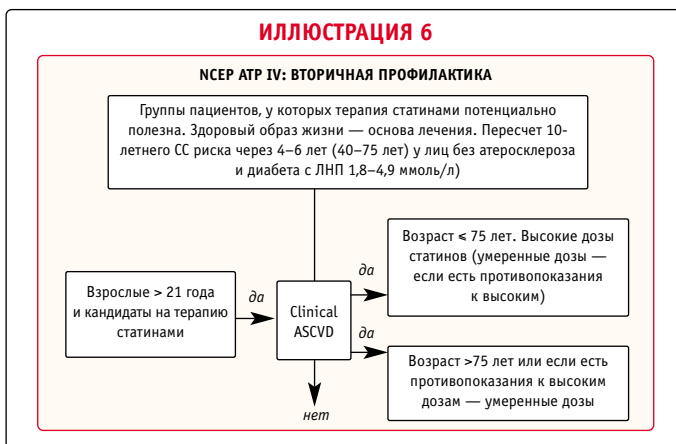 ИЛЛЮСТРАЦИЯ 6
NCEP ATP IV: ВТОРИЧНАЯ ПРОФИЛАКТИКА
Группы пациентов, у которых терапия статинами потенциально
полезна. Здоровый образ жизни — основа лечения. Пересчет 10-
летнего СС риска через 4–6 лет (40–75 лет) у лиц без атеросклероза
и диабета с ЛНП 1,8–4,9 ммоль/л)
Взрослые > 21 года
и кандидаты на терапию
статинами
да
Clinical
ASCVD
да
Возраст ≤ 75 лет. Высокие дозы
статинов (умеренные дозы —
если есть противопоказания
к высоким)
да
Возраст >75 лет или если есть
противопоказания к высоким
дозам — умеренные дозы
нет